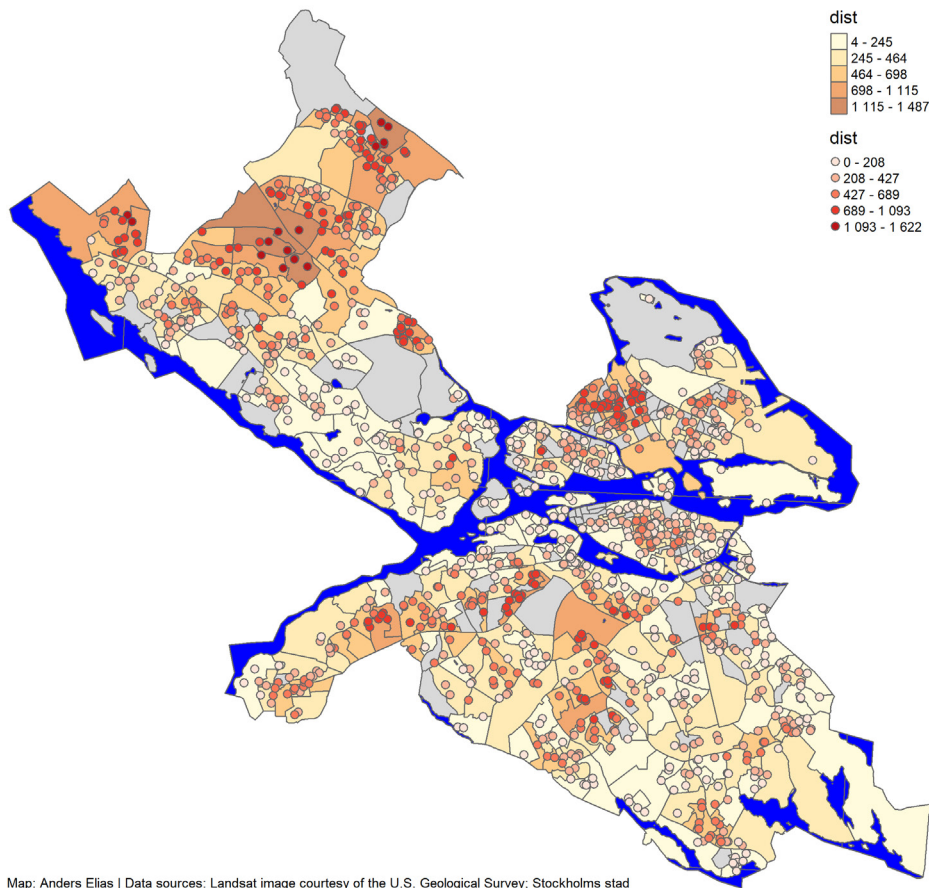 dist
4 - 245
245 - 464
464 - 698
698 - 1 115
1 115 - 1 487
dist
0 - 208
208 - 427
427 - 689
689 - 1 093
1 093 - 1 622
Map: Anders Elias | Data sources: Landsat image courtesy of the U.S. Geological Survey; Stockholms stad